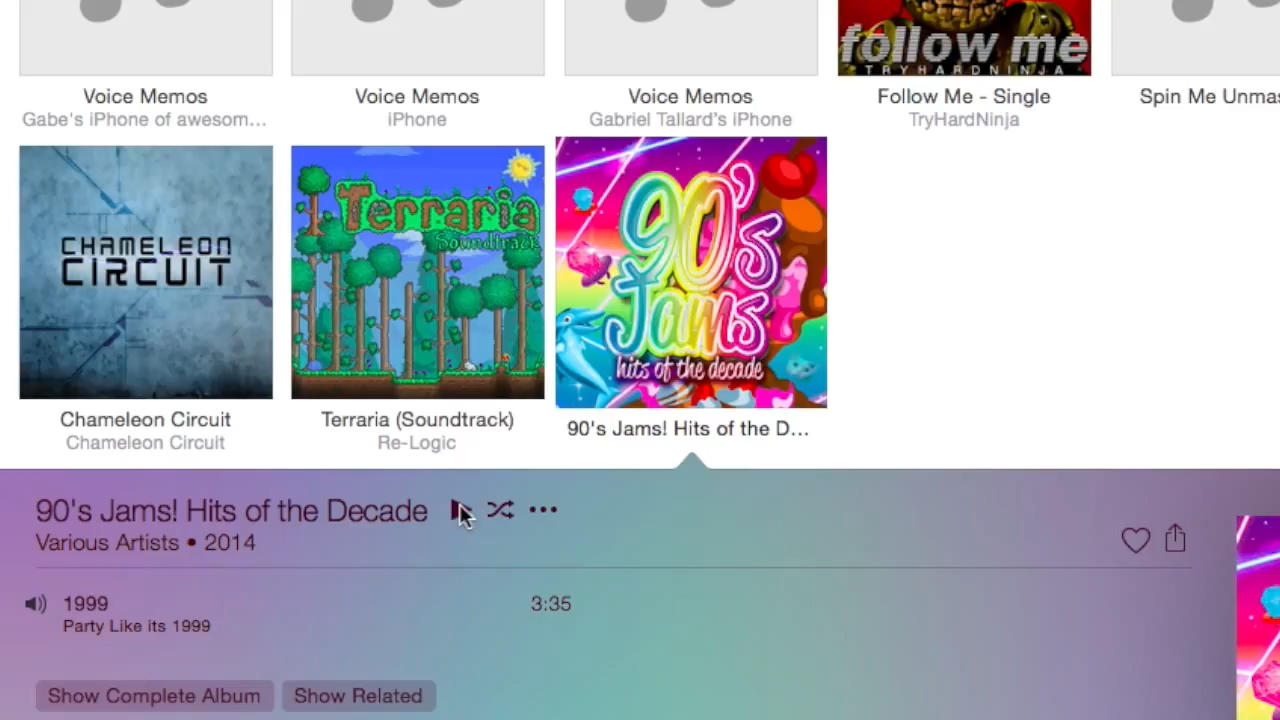 follow me
TRYHARDNINJA
Voice Memos
Gabe's iPhone of awesom...
Voice Memos
iPhone
Voice Memos
Gabriel Tallard's iPhone
Follow Me - Single
TryHardNinja
Spin Me Unmas
CHAMELEON
CIRCUIT
Terraria
Soundtrack
90's
Jams
hits of the decade
Chameleon Circuit
Chameleon Circuit
Terraria (Soundtrack)
Re-Logic
90's Jams! Hits of the D...
90's Jams! Hits of the Decade
Various Artists • 2014
1999
3:35
Party Like its 1999
Show Complete Album
Show Related